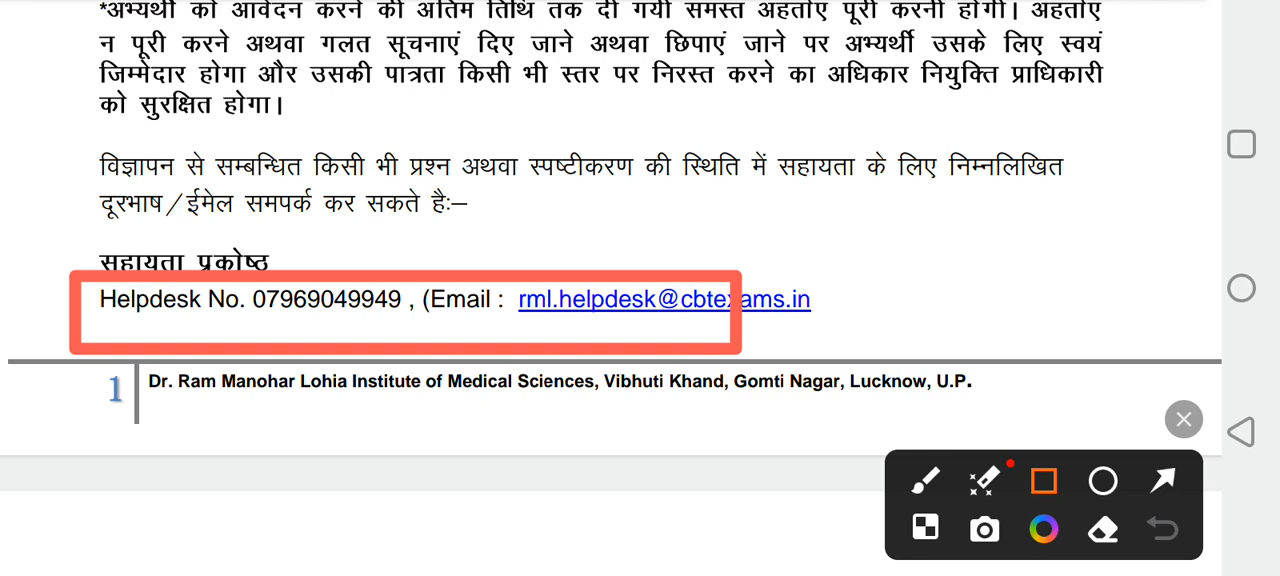 *अभ्यर्थी को आवेदन करने की अंतिम तिथि तक दी गयी समस्त अर्हताएं पूरी करनी होगी। अर्हताएं
न पूरी करने अथवा गलत सूचनाएं दिए जाने अथवा छिपाएं जाने पर अभ्यर्थी उसके लिए स्वयं
जिम्मेदार होगा और उसकी पात्रता किसी भी स्तर पर निरस्त करने का अधिकार नियुक्ति प्राधिकारी
को सुरक्षित होगा।
विज्ञापन से सम्बन्धित किसी भी प्रश्न अथवा स्पष्टीकरण की स्थिति में सहायता के लिए निम्नलिखित
दूरभाष/ईमेल समपर्क कर सकते है:–
सहायता प्रकोष्ठ
Helpdesk No. 07969049949 , (Email : rml.helpdesk@cbtexams.in
1 Dr. Ram Manohar Lohia Institute of Medical Sciences, Vibhuti Khand, Gomti Nagar, Lucknow, U.P.